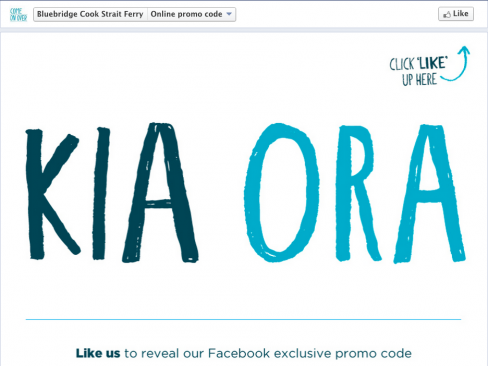 COME
ON OVER
Bluebridge Cook Strait Ferry
Online promo code
Like
CLICK 'LIKE'
UP HERE
KIA ORA
Like us to reveal our Facebook exclusive promo code